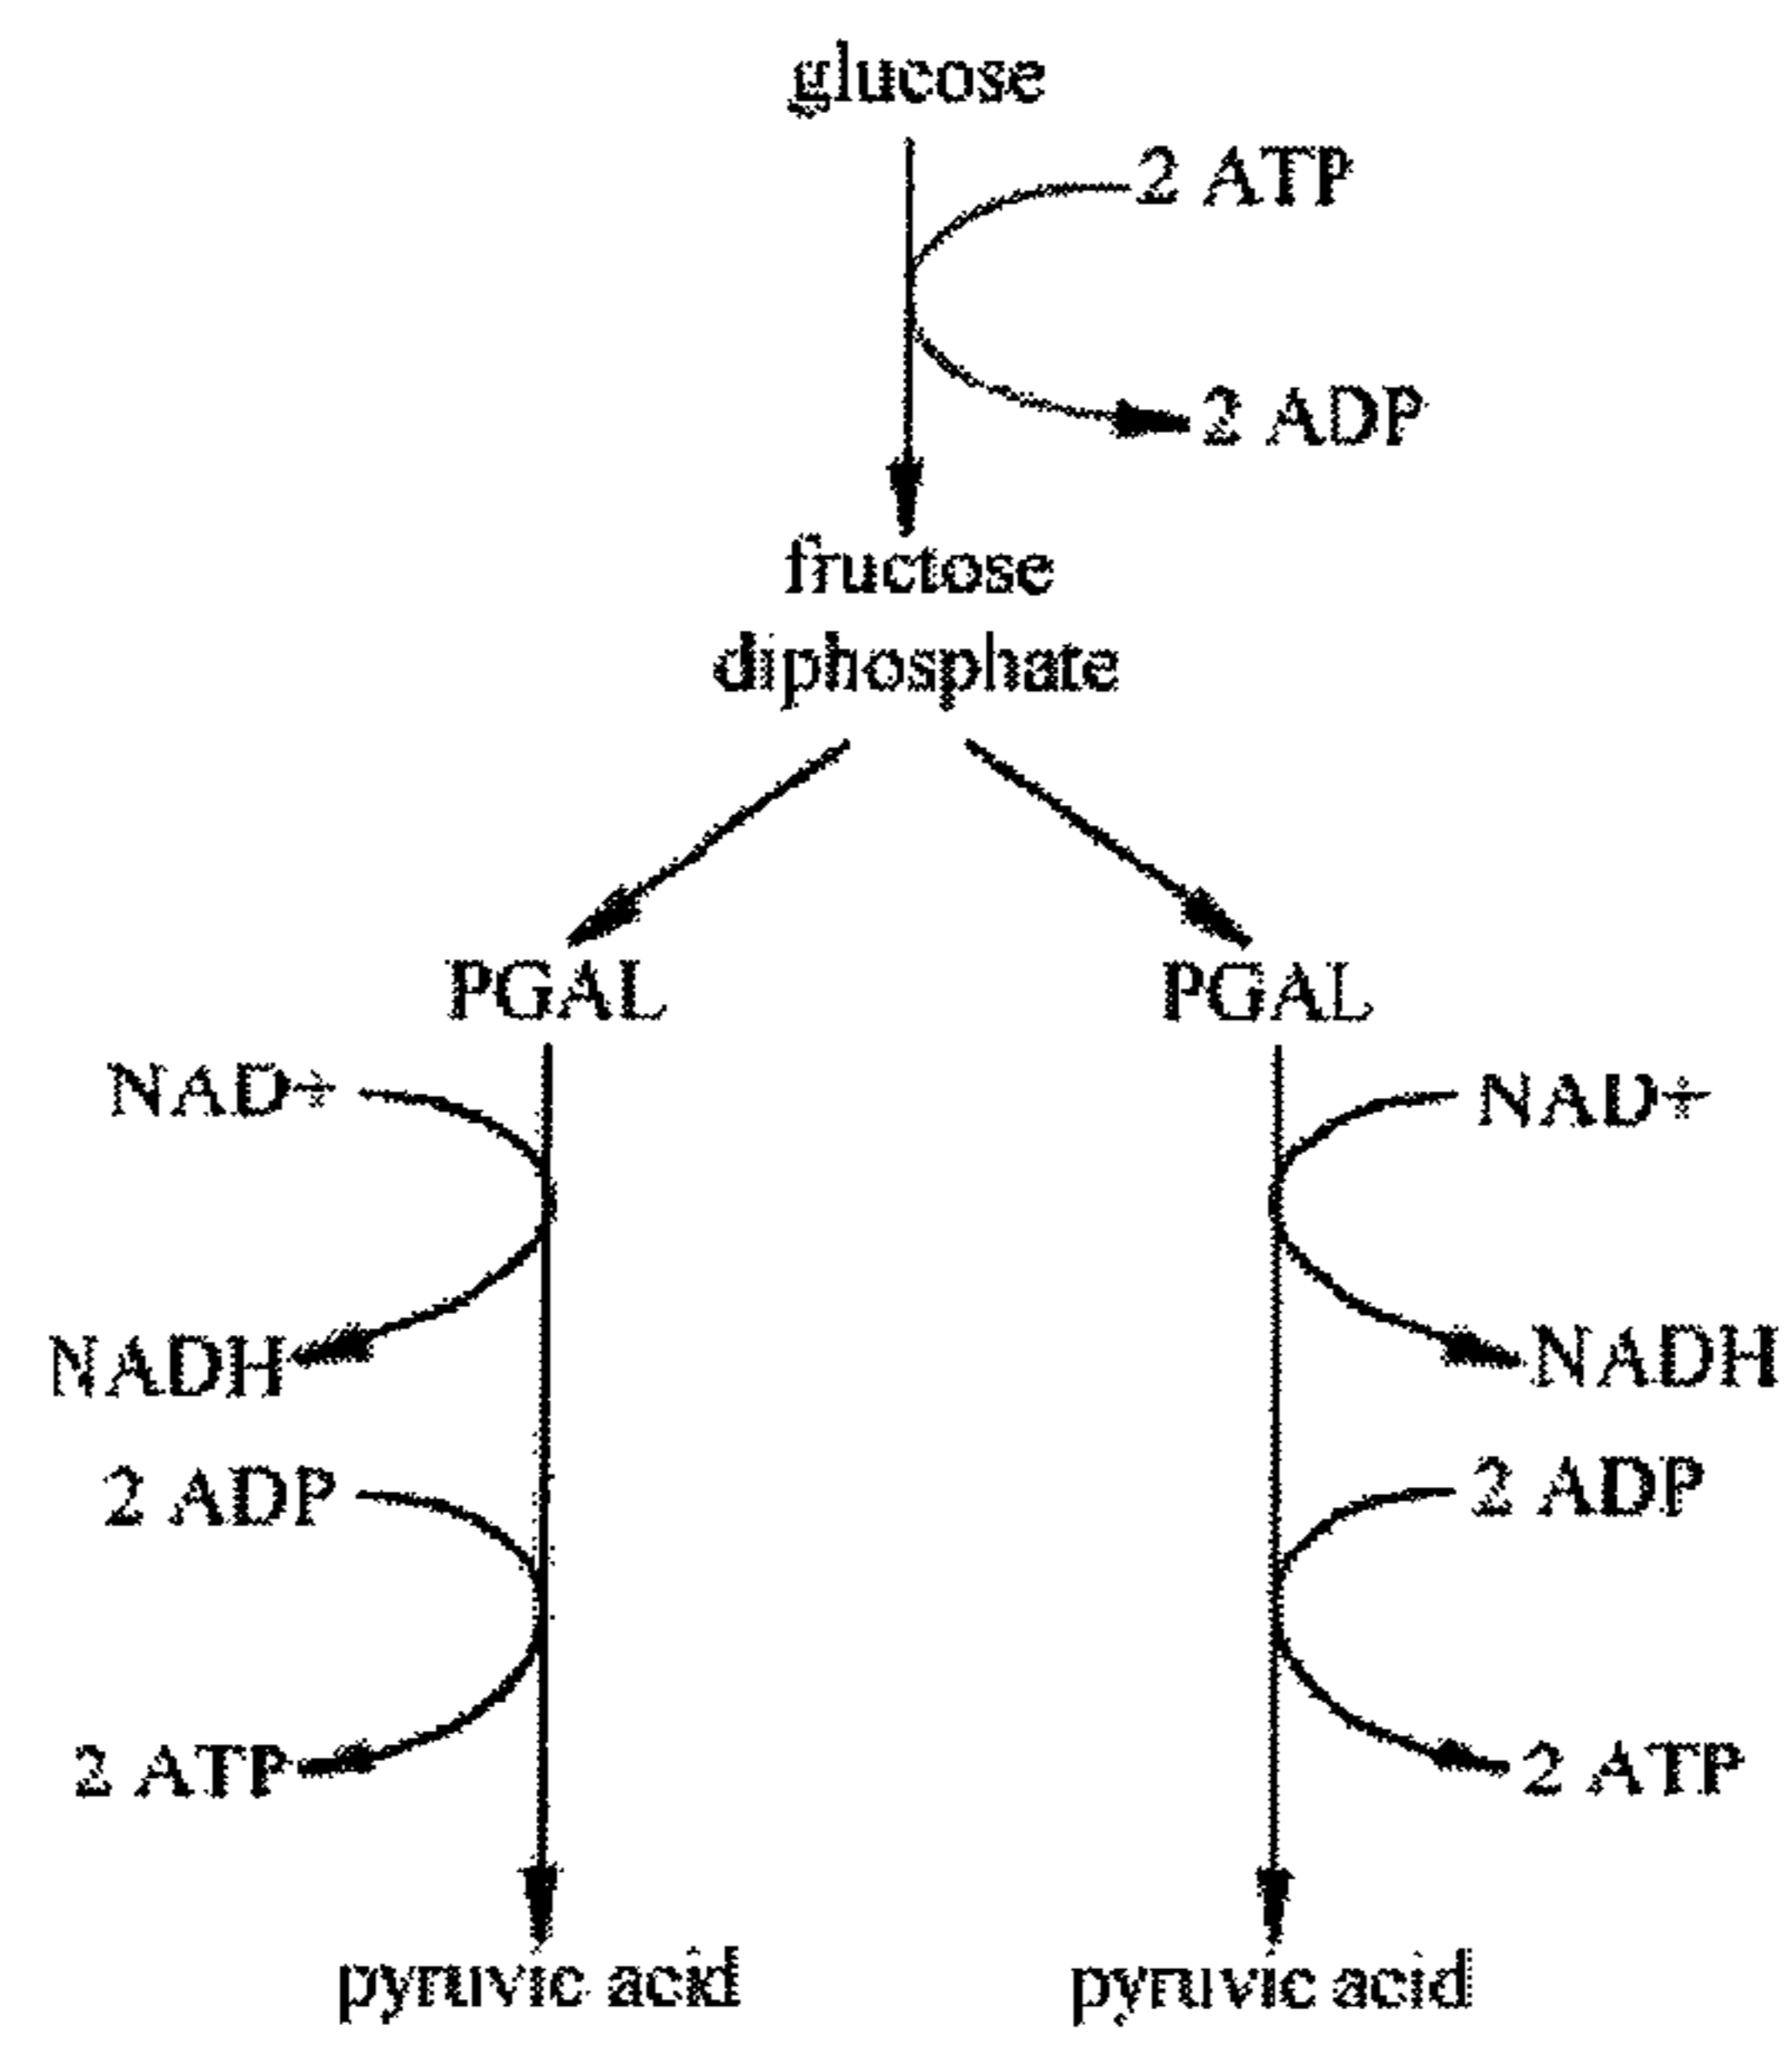 glucose
2 ATP
2 ADP
fructose
diphosphate
PGAL PGAL
NAD+ NAD+
NADH NADH
2 ADP 2 ADP
2 ATP 2 ATP
pyruvic acid pyruvic acid